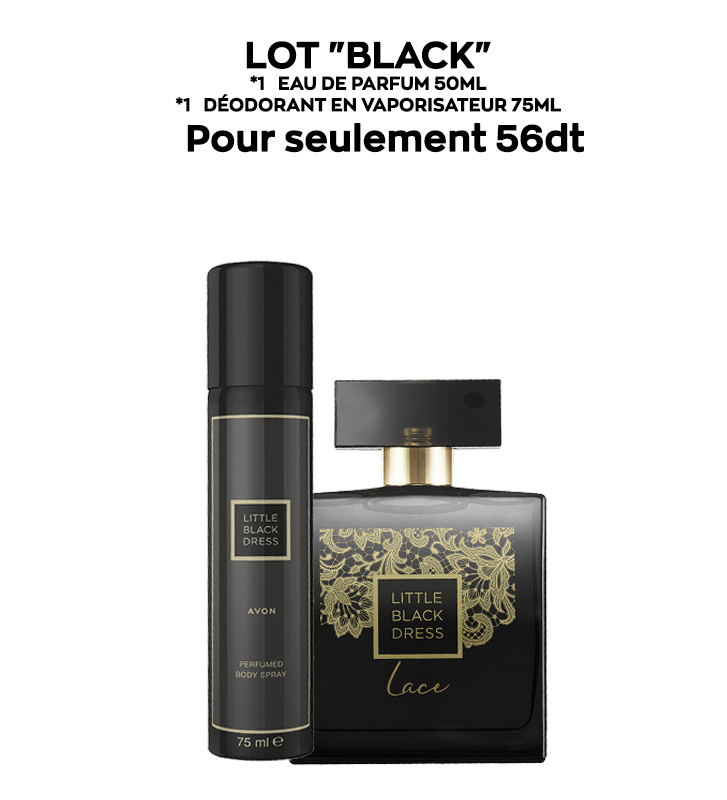 LOT "BLACK"
*1 EAU DE PARFUM 50ML
*1 DÉODORANT EN VAPORISATEUR 75ML
Pour seulement 56dt
LITTLE
BLACK
DRESS
AVON
PERFUMED
BODY SPRAY
75 ml ℮
LITTLE
BLACK
DRESS
Lace